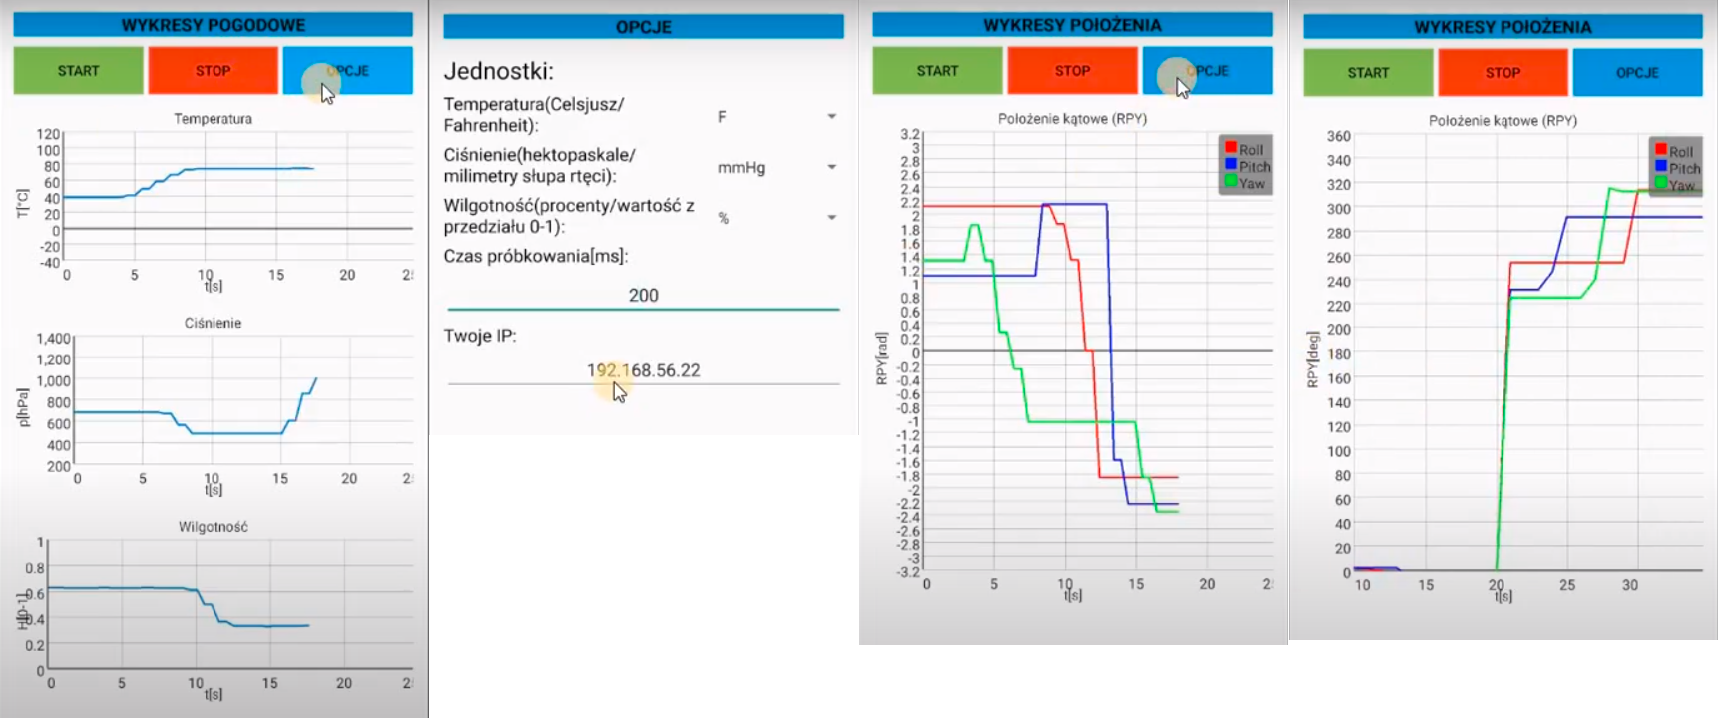 WYKRESY POGODOWE
START STOP OPCJE
Temperatura
120
100
80
60
40
20
0
-20
-40
T[°C]
0 5 10 15 20 2
t[s]
Ciśnienie
1,400
1,200
1,000
800
600
400
200
p[hPa]
0 5 10 15 20 2
t[s]
Wilgotność
1
0.8
0.6
0.4
0.2
0
H[0-1]
0 5 10 15 20 2
t[s]
OPCJE
Jednostki:
Temperatura(Celsjusz/
Fahrenheit):
F
Ciśnienie(hektopaskale/
milimetry słupa rtęci):
mmHg
Wilgotność(procenty/wartość z
przedziału 0-1):
%
Czas próbkowania[ms]:
200
Twoje IP:
192.168.56.22
WYKRESY POŁOŻENIA
START STOP OPCJE
Położenie kątowe (RPY)
Roll
Pitch
Yaw
3.2
3
2.8
2.6
2.4
2.2
2
1.8
1.6
1.4
1.2
1
0.8
0.6
0.4
0.2
0
-0.2
-0.4
-0.6
-0.8
-1
-1.2
-1.4
-1.6
-1.8
-2
-2.2
-2.4
-2.6
-2.8
-3
-3.2
RPY[rad]
0 5 10 15 20 2
t[s]
WYKRESY POŁOŻENIA
START STOP OPCJE
Położenie kątowe (RPY)
Roll
Pitch
Yaw
360
340
320
300
280
260
240
220
200
180
160
140
120
100
80
60
40
20
0
RPY[deg]
10 15 20 25 30
t[s]